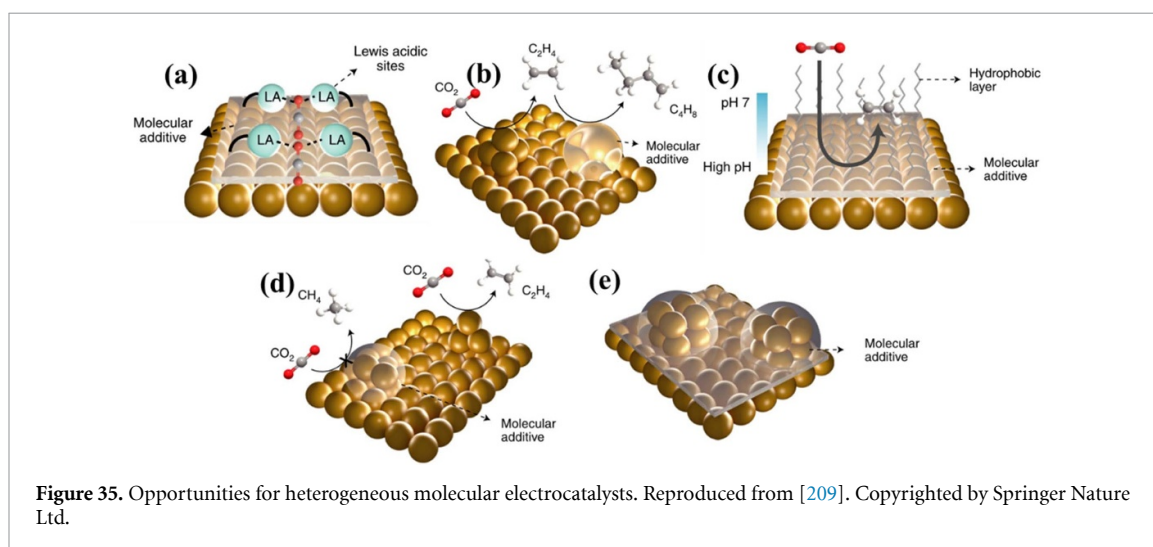 (a)
Lewis acidic
sites
LA
LA
Molecular
additive
LA
LA
(b)
CO2
C2H4
C4H8
Molecular
additive
(c)
pH 7
High pH
Hydrophobic
layer
Molecular
additive
(d)
CH4
CO2
CO2
C2H4
Molecular
additive
(e)
Molecular
additive
Figure 35. Opportunities for heterogeneous molecular electrocatalysts. Reproduced from [209]. Copyrighted by Springer Nature
Ltd.